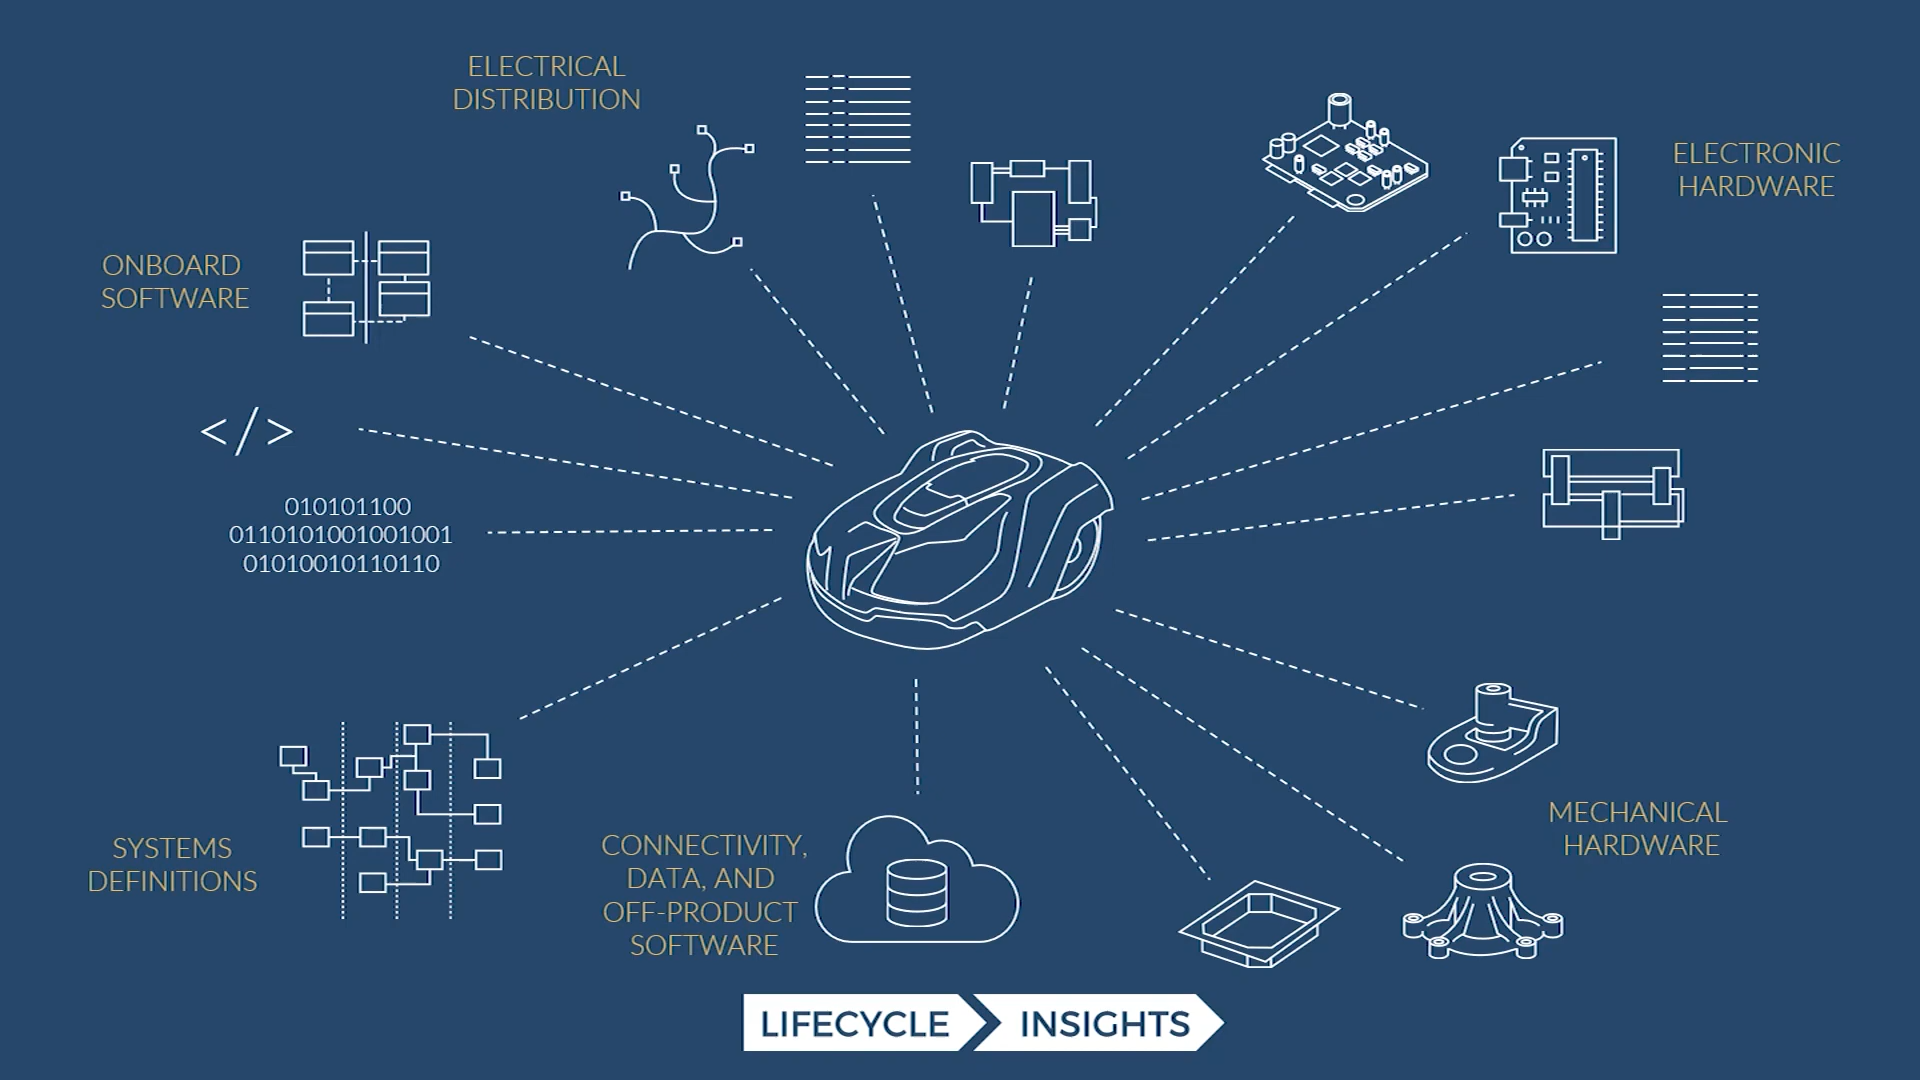 ELECTRICAL
DISTRIBUTION
ELECTRONIC
HARDWARE
ONBOARD
SOFTWARE
</>
010101100
0110101001001001
01010010110110
MECHANICAL
HARDWARE
SYSTEMS
DEFINITIONS
CONNECTIVITY,
DATA, AND
OFF-PRODUCT
SOFTWARE
LIFECYCLE INSIGHTS